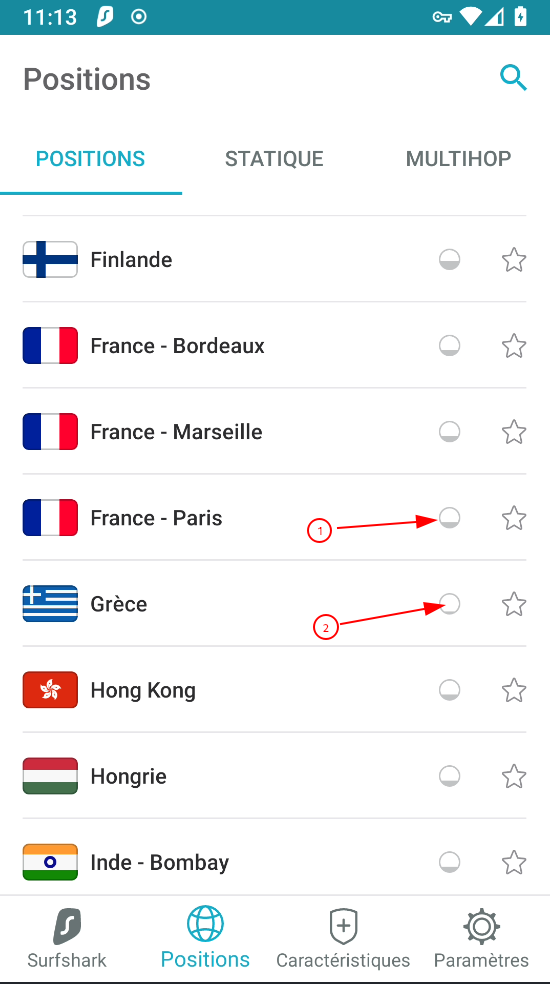 11:13
Positions
POSITIONS STATIQUE MULTIHOP
Finlande
France - Bordeaux
France - Marseille
France - Paris
1
Grèce
2
Hong Kong
Hongrie
Inde - Bombay
Surfshark Positions Caractéristiques Paramètres